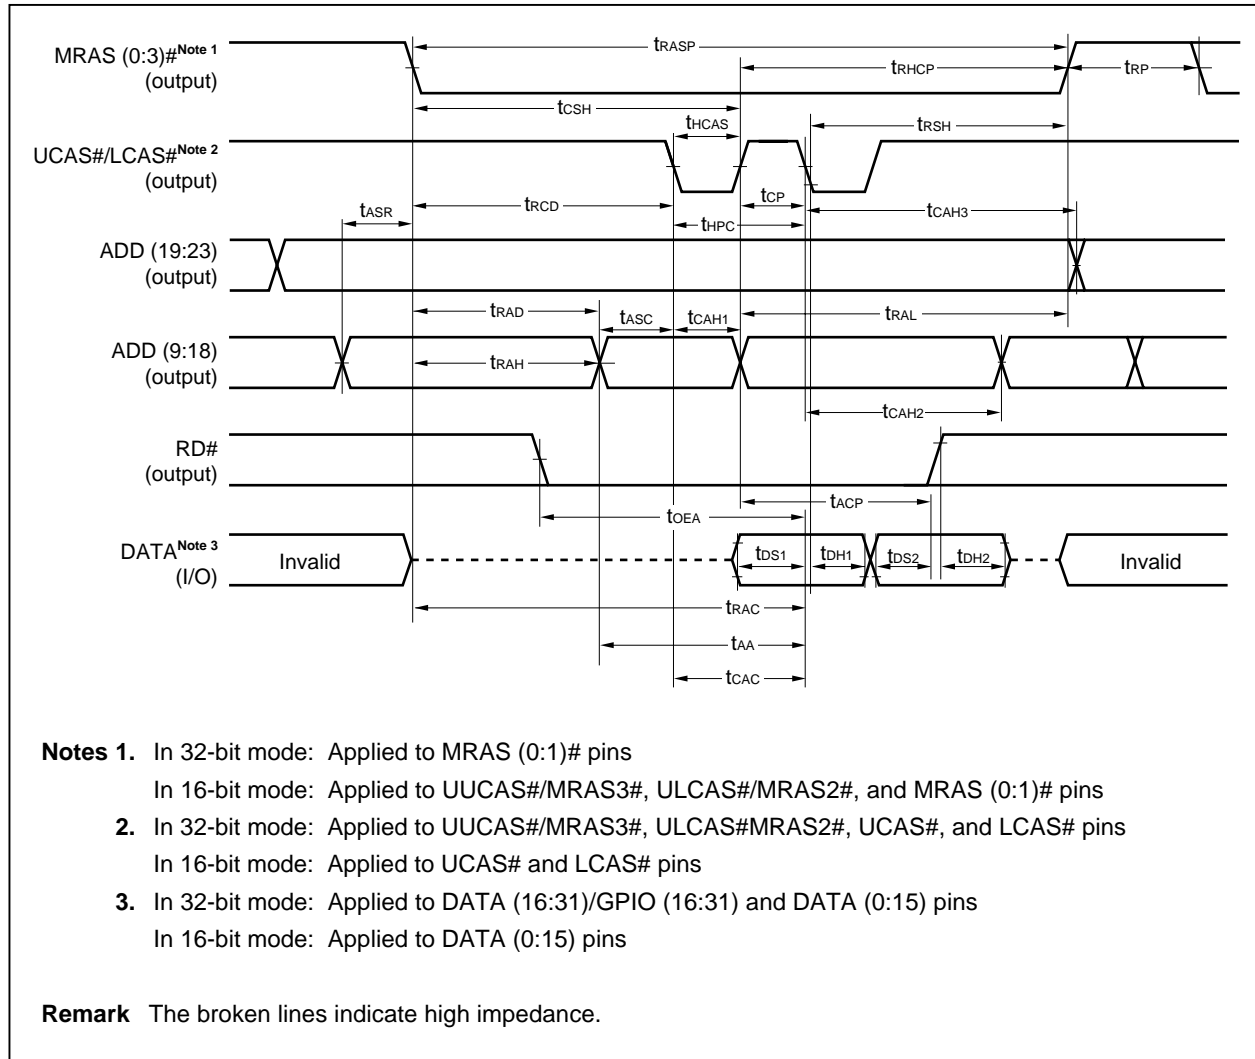 tRASP
MRAS (0:3)#Note 1
(output)
tRHCP
tRP
tCSH
tHCAS
tRSH
UCAS#/LCAS#Note 2
(output)
tASR
tRCD
tCP
tCAH3
tHPC
ADD (19:23)
(output)
tRAD
tASC
tCAH1
tRAL
ADD (9:18)
(output)
tRAH
tCAH2
RD#
(output)
tACP
tOEA
DATANote 3
(I/O)
Invalid
tDS1
tDH1
tDS2
tDH2
Invalid
tRAC
tAA
tCAC
Notes 1. In 32-bit mode: Applied to MRAS (0:1)# pins
In 16-bit mode: Applied to UUCAS#/MRAS3#, ULCAS#/MRAS2#, and MRAS (0:1)# pins
2. In 32-bit mode: Applied to UUCAS#/MRAS3#, ULCAS#MRAS2#, UCAS#, and LCAS# pins
In 16-bit mode: Applied to UCAS# and LCAS# pins
3. In 32-bit mode: Applied to DATA (16:31)/GPIO (16:31) and DATA (0:15) pins
In 16-bit mode: Applied to DATA (0:15) pins
Remark The broken lines indicate high impedance.